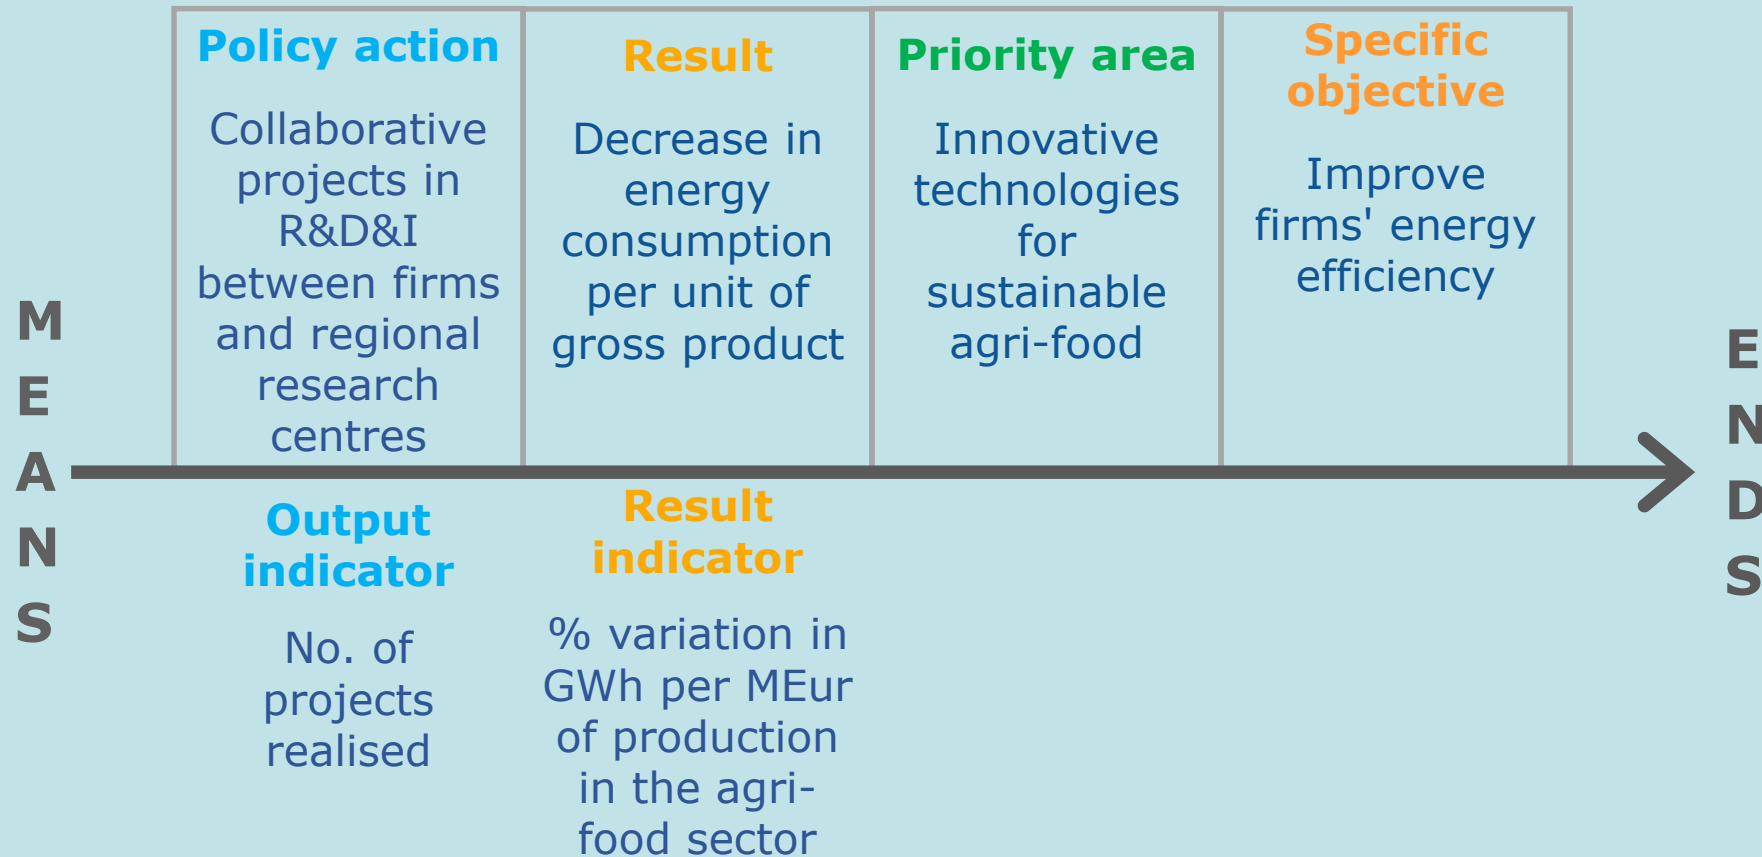 MEANS
Policy action
Collaborative
projects in
R&D&I
between firms
and regional
research
centres
Result
Decrease in
energy
consumption
per unit of
gross product
Priority area
Innovative
technologies
for
sustainable
agri-food
Specific
objective
Improve
firms' energy
efficiency
ENDS
Output
indicator
No. of
projects
realised
Result
indicator
% variation in
GWh per MEur
of production
in the agri-
food sector